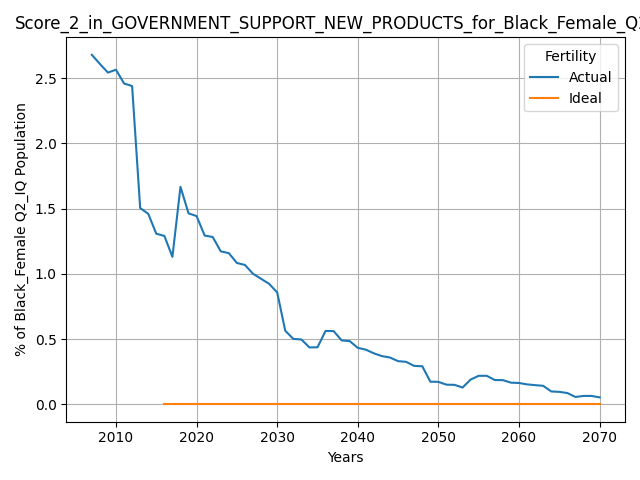 Score_2_in_GOVERNMENT_SUPPORT_NEW_PRODUCTS_for_Black_Female_Q
Fertility
Actual
Ideal
% of Black_Female Q2_IQ Population
2.5
2.0
1.5
1.0
0.5
0.0
2010 2020 2030 2040 2050 2060 2070
Years